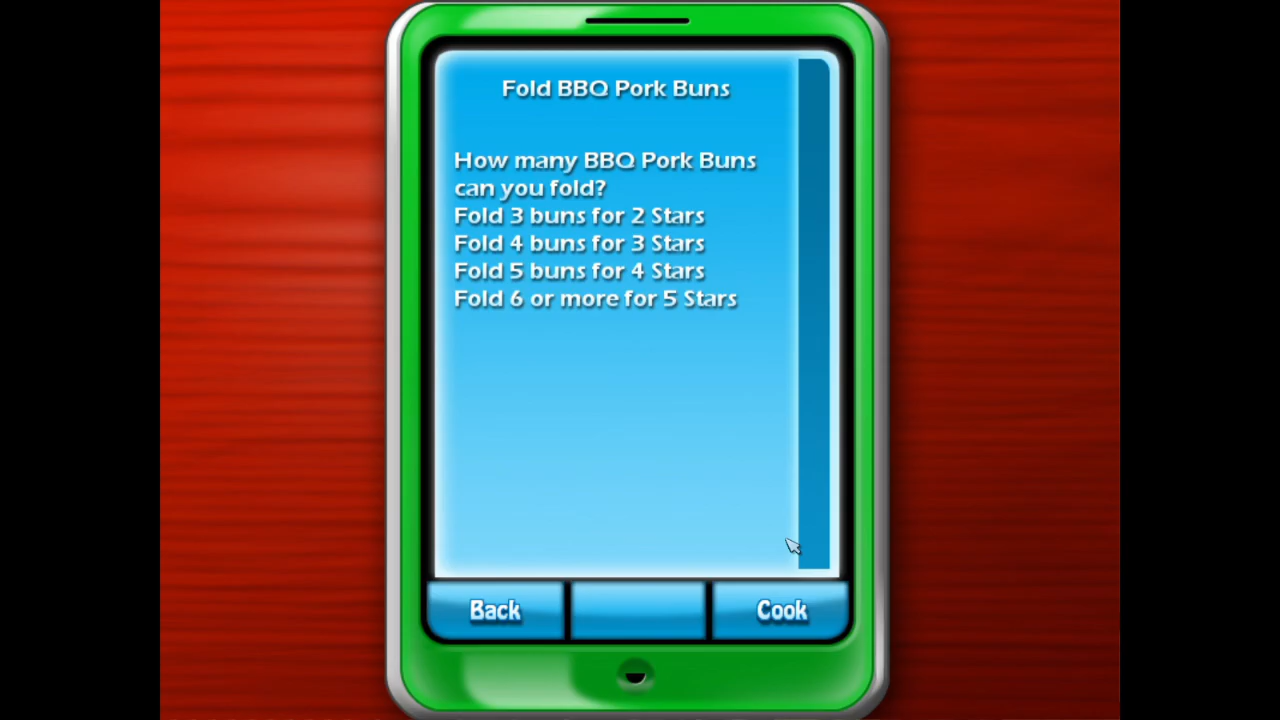 Fold BBQ Pork Buns
How many BBQ Pork Buns
can you fold?
Fold 3 buns for 2 Stars
Fold 4 buns for 3 Stars
Fold 5 buns for 4 Stars
Fold 6 or more for 5 Stars
Back
Cook